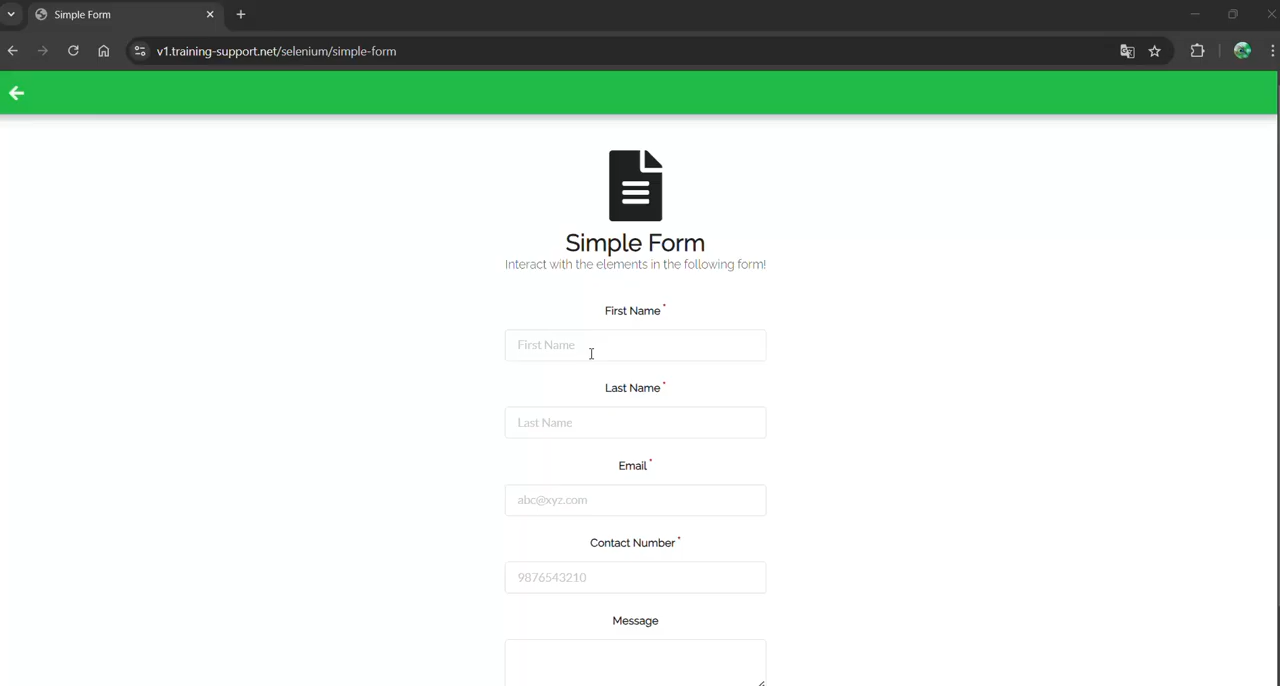 Simple Form
v1.training-support.net/selenium/simple-form
Simple Form
Interact with the elements in the following form!
First Name *
First Name
Last Name *
Last Name
Email *
abc@xyz.com
Contact Number *
9876543210
Message